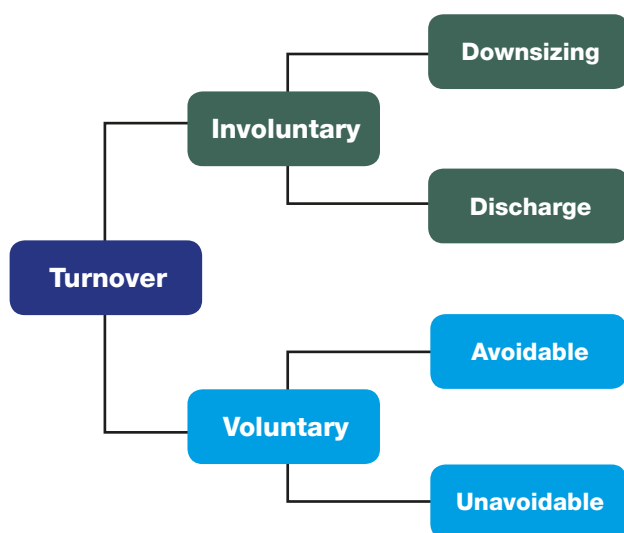 Downsizing
Involuntary
Discharge
Turnover
Avoidable
Voluntary
Unavoidable